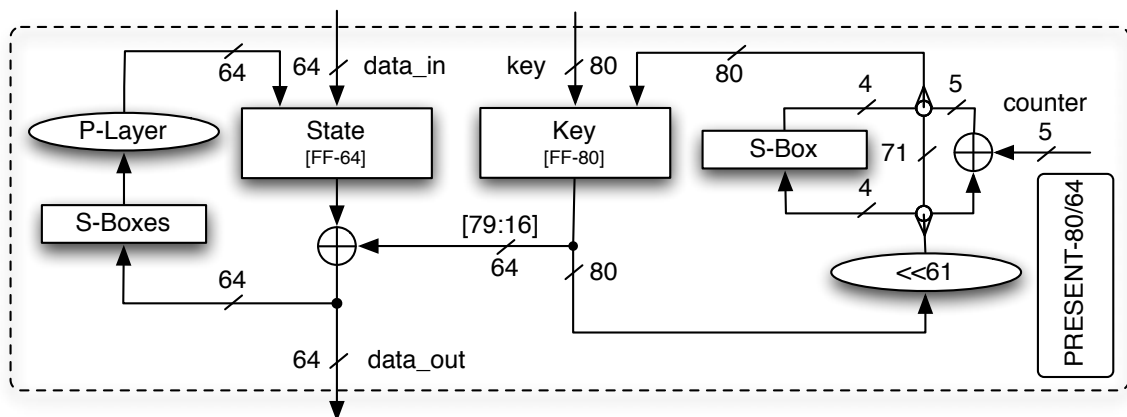 64
64
data_in
key
80
80
4
5
counter
P-Layer
State
[FF-64]
Key
[FF-80]
S-Box
71
5
S-Boxes
4
[79:16]
64
80
<<61
64
64
data_out
PRESENT-80/64